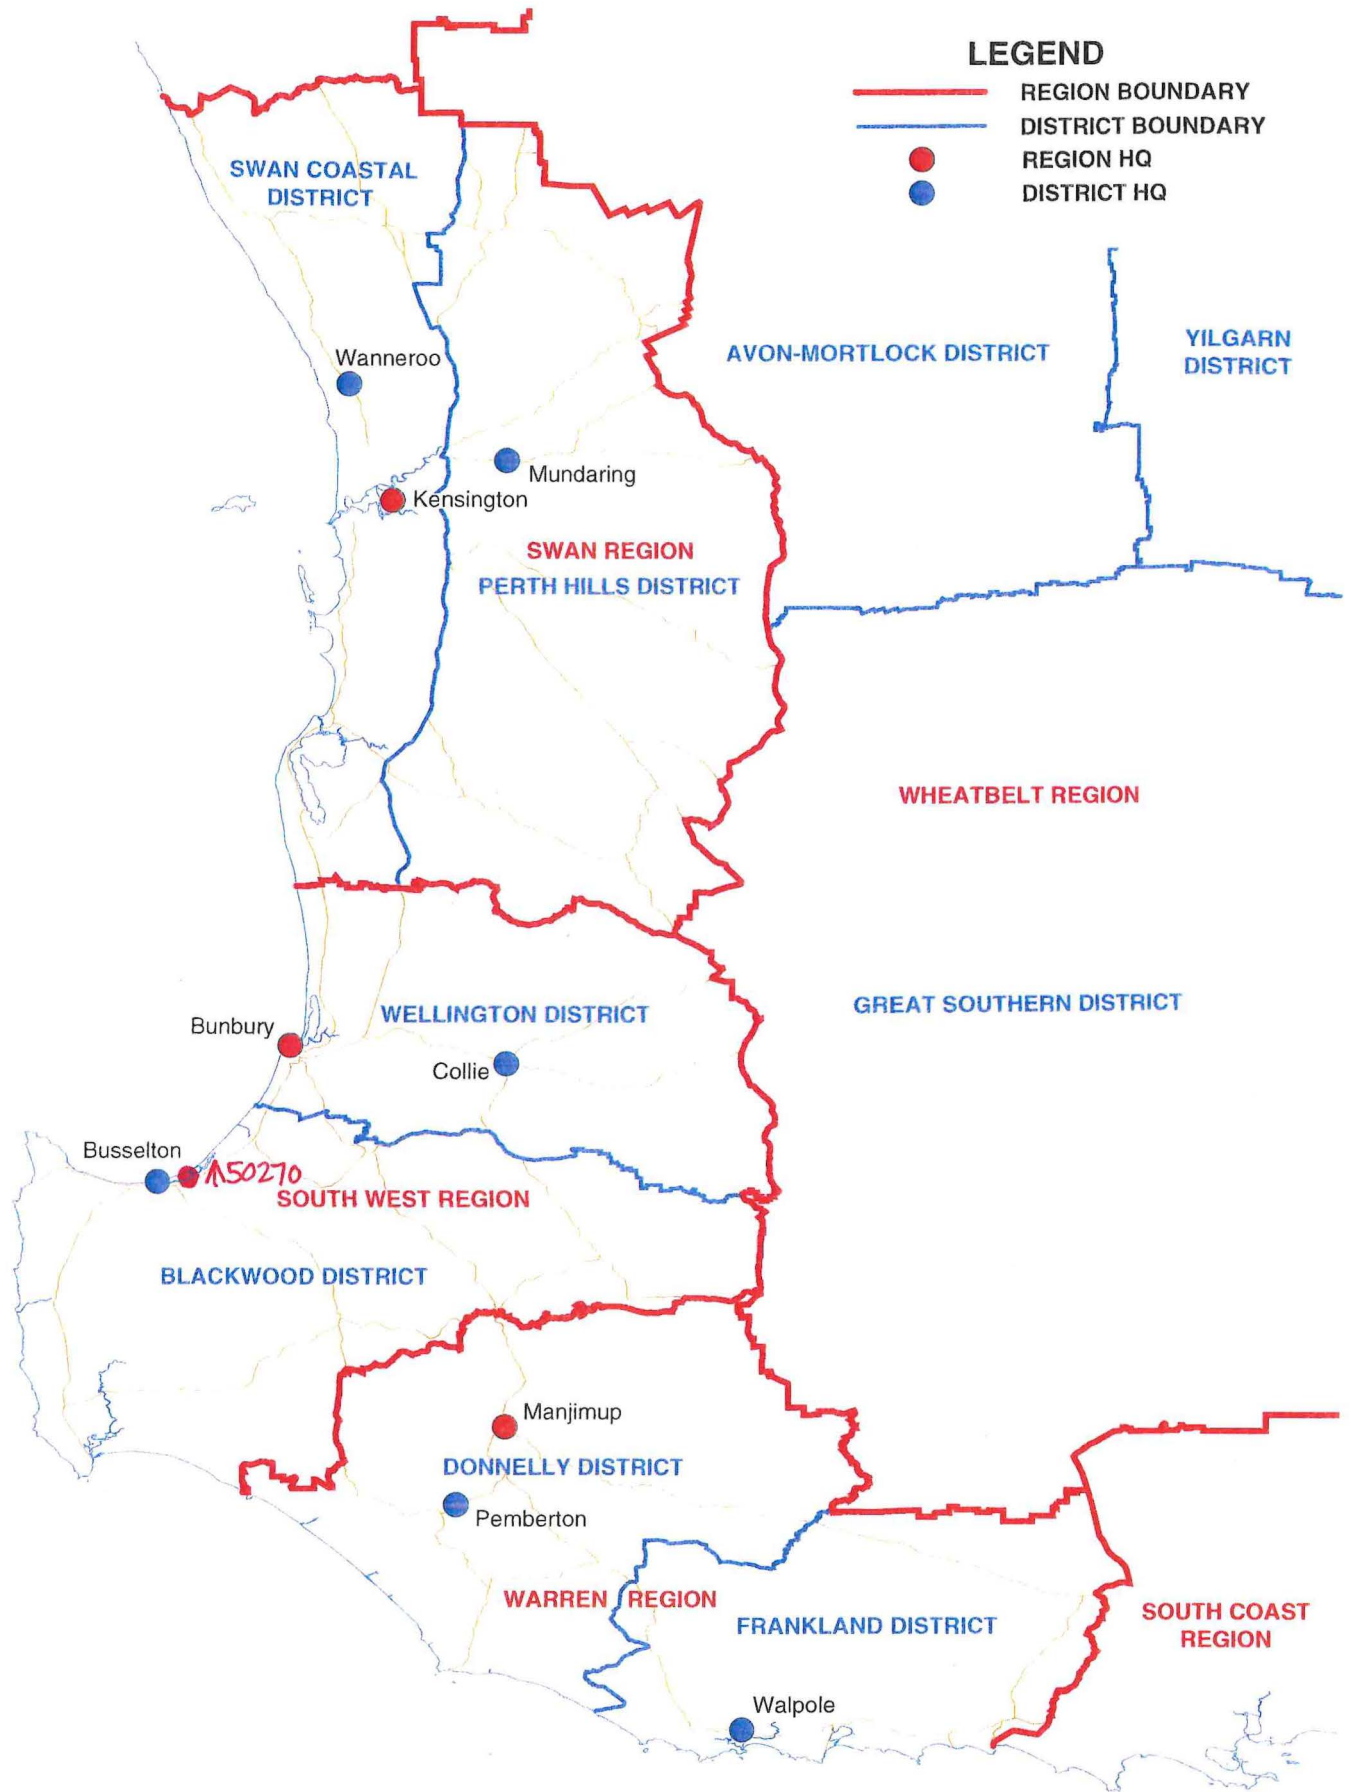 LEGEND
REGION BOUNDARY
DISTRICT BOUNDARY
REGION HQ
DISTRICT HQ
SWAN COASTAL
DISTRICT
AVON-MORTLOCK DISTRICT
YILGARN
DISTRICT
Wanneroo
Mundaring
Kensington
SWAN REGION
PERTH HILLS DISTRICT
WHEATBELT REGION
GREAT SOUTHERN DISTRICT
WELLINGTON DISTRICT
Bunbury
Collie
Busselton
A50270
SOUTH WEST REGION
BLACKWOOD DISTRICT
Manjimup
DONNELLY DISTRICT
Pemberton
WARREN REGION
FRANKLAND DISTRICT
SOUTH COAST
REGION
Walpole